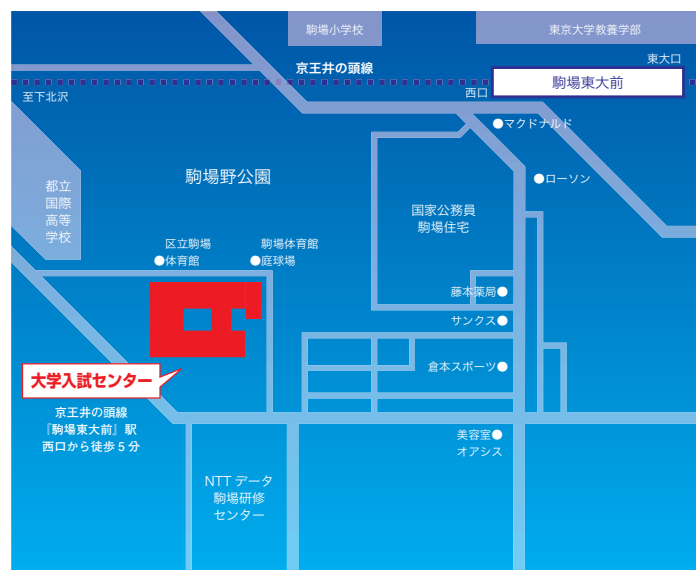 駒場小学校
東京大学教養学部
京王井の頭線
東大口
至下北沢
西口
駒場東大前
マクドナルド
駒場野公園
ローソン
都立
国際
高等
学校
国家公務員
駒場住宅
区立駒場
体育館
駒場体育館
庭球場
藤本薬局
サンクス
倉本スポーツ
大学入試センター
京王井の頭線
『駒場東大前』駅
西口から徒歩5分
美容室
オアシス
NTTデータ
駒場研修
センター